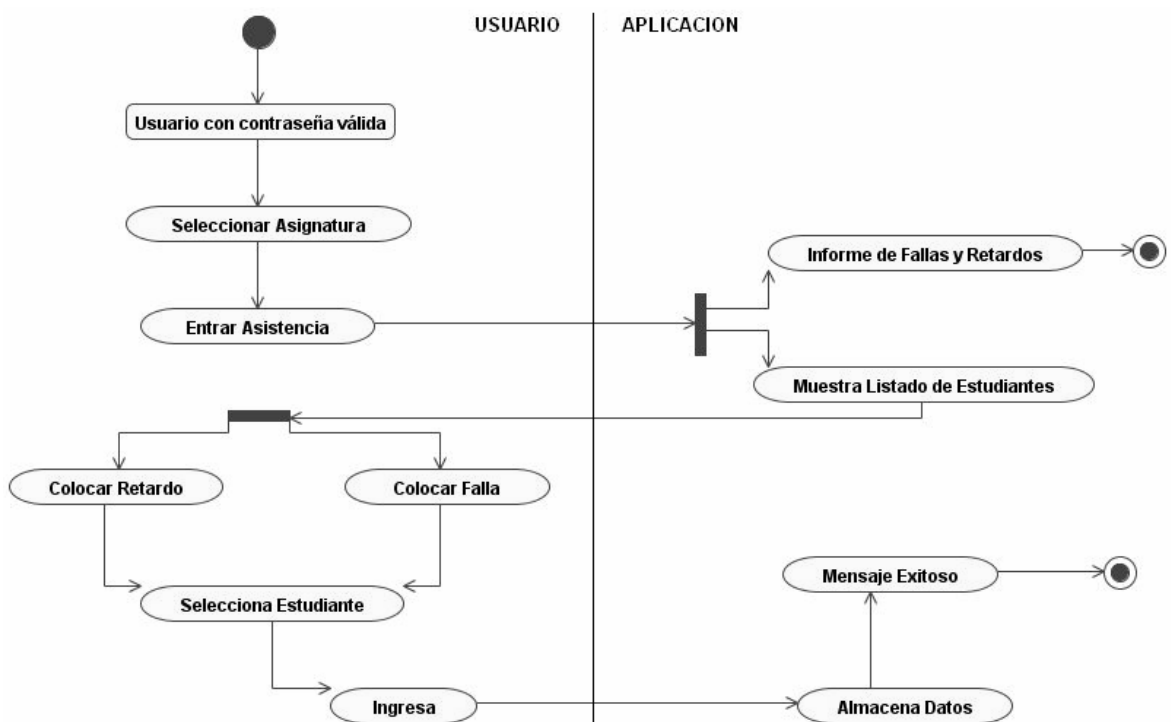 USUARIO
APLICACION
Usuario con contraseña válida
Seleccionar Asignatura
Informe de Fallas y Retardos
Entrar Asistencia
Muestra Listado de Estudiantes
Colocar Retardo
Colocar Falla
Mensaje Exitoso
Selecciona Estudiante
Ingresa
Almacena Datos